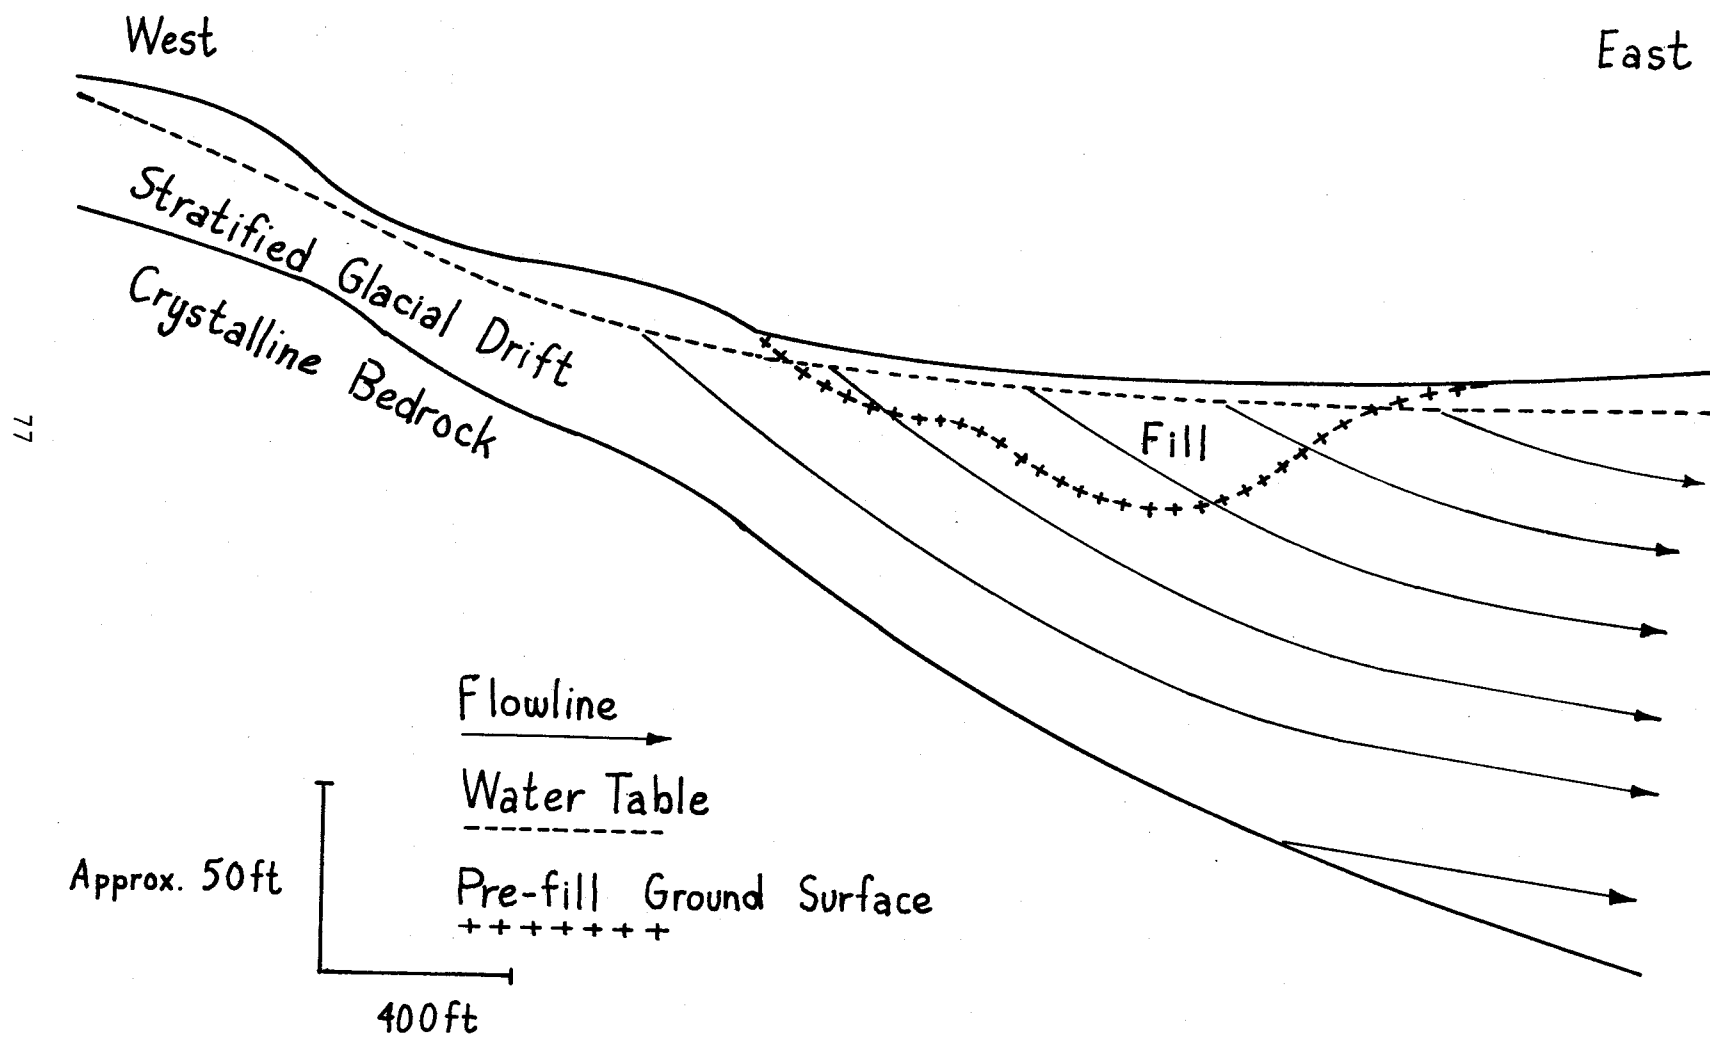 West
East
Stratified Glacial Drift
Crystalline Bedrock
Fill
77
Flowline
Water Table
Approx. 50ft
Pre-fill Ground Surface
400ft